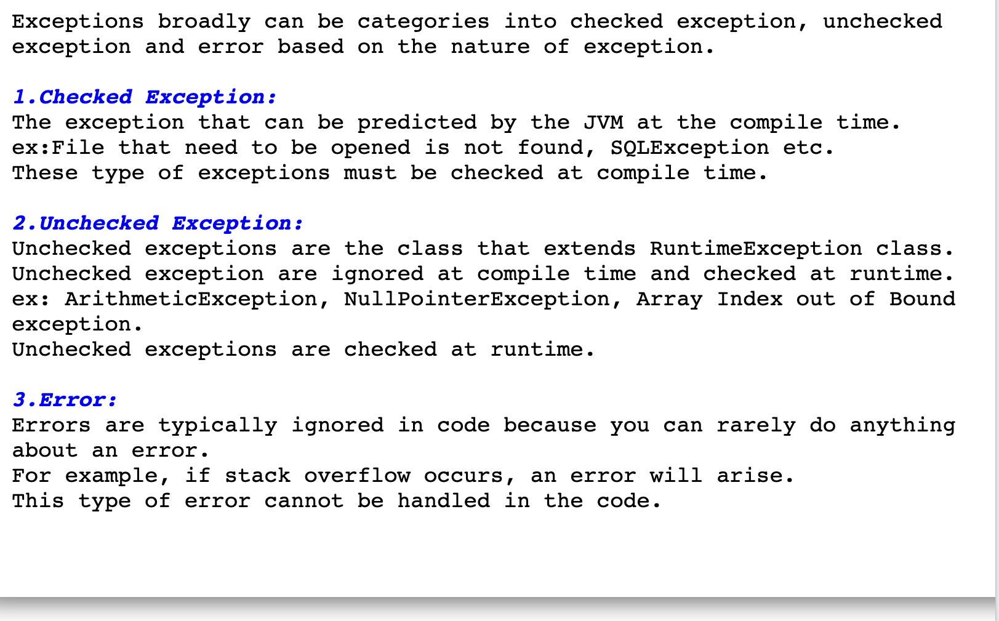 Exceptions broadly can be categories into checked exception, unchecked
exception and error based on the nature of exception.
1.Checked Exception:
The exception that can be predicted by the JVM at the compile time.
ex:File that need to be opened is not found, SQLException etc.
These type of exceptions must be checked at compile time.
2.Unchecked Exception:
Unchecked exceptions are the class that extends RuntimeException class.
Unchecked exception are ignored at compile time and checked at runtime.
ex: ArithmeticException, NullPointerException, Array Index out of Bound
exception.
Unchecked exceptions are checked at runtime.
3.Error:
Errors are typically ignored in code because you can rarely do anything
about an error.
For example, if stack overflow occurs, an error will arise.
This type of error cannot be handled in the code.